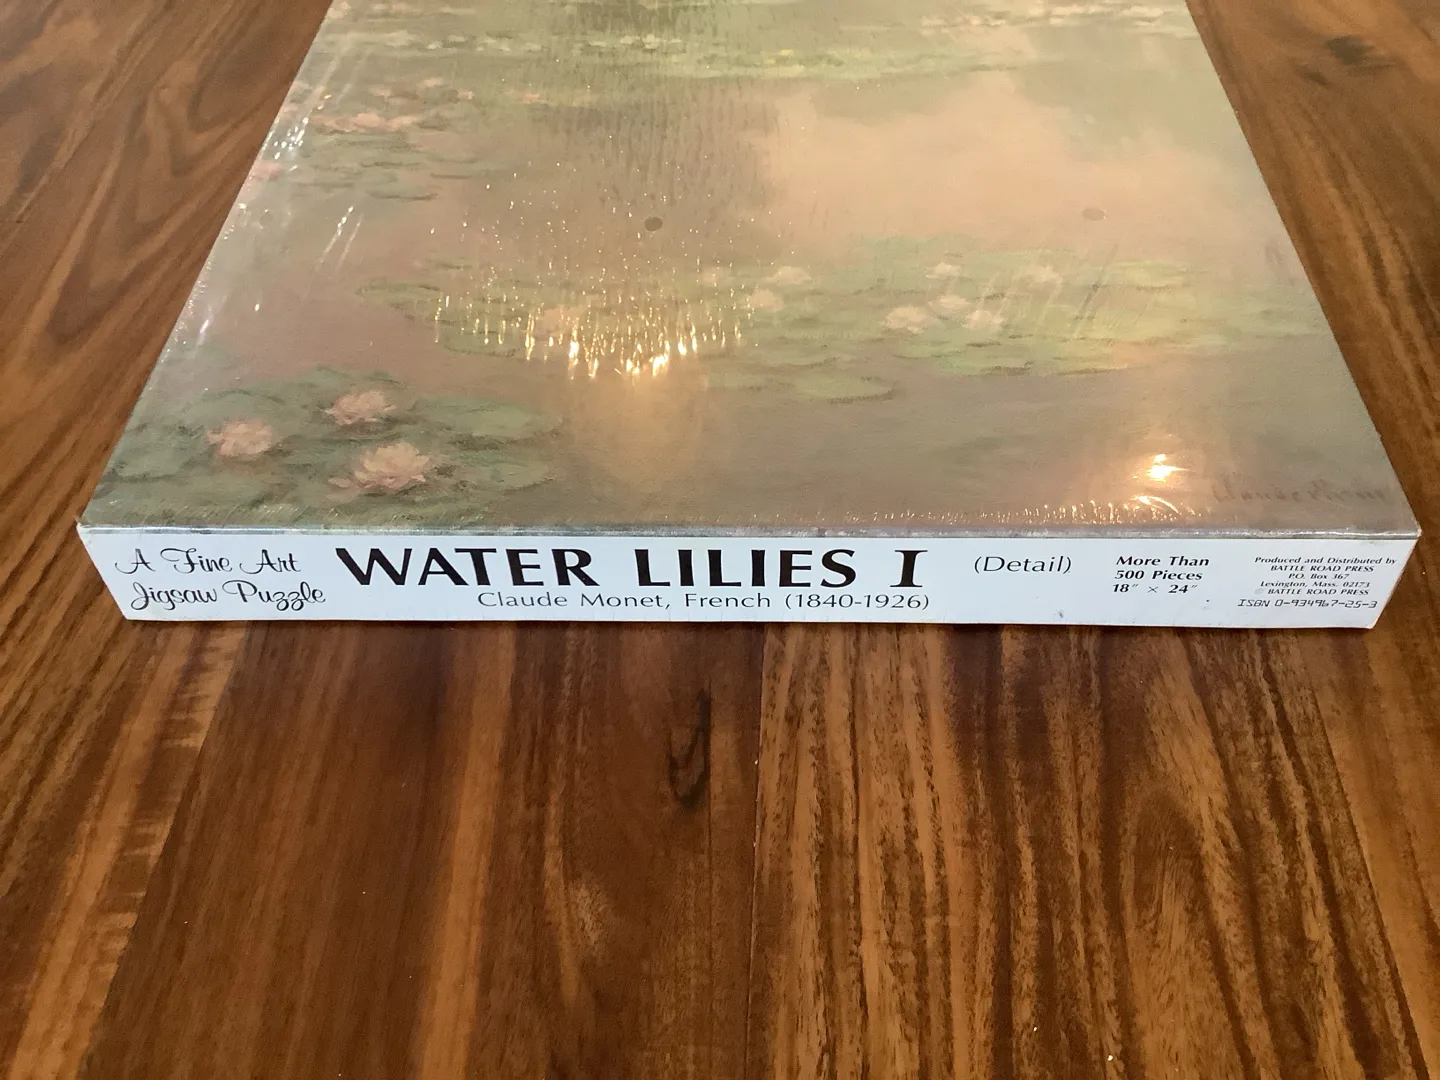 A Fine Art
Jigsaw Puzzle
WATER LILIES I
(Detail)
Claude Monet, French (1840-1926)
More Than
500 Pieces
18" × 24"
Produced and Distributed by
BATTLE ROAD PRESS
P.O. Box 367
Lexington, Mass. 02173
© BATTLE ROAD PRESS
ISBN 0-934967-25-3
Claude Monet